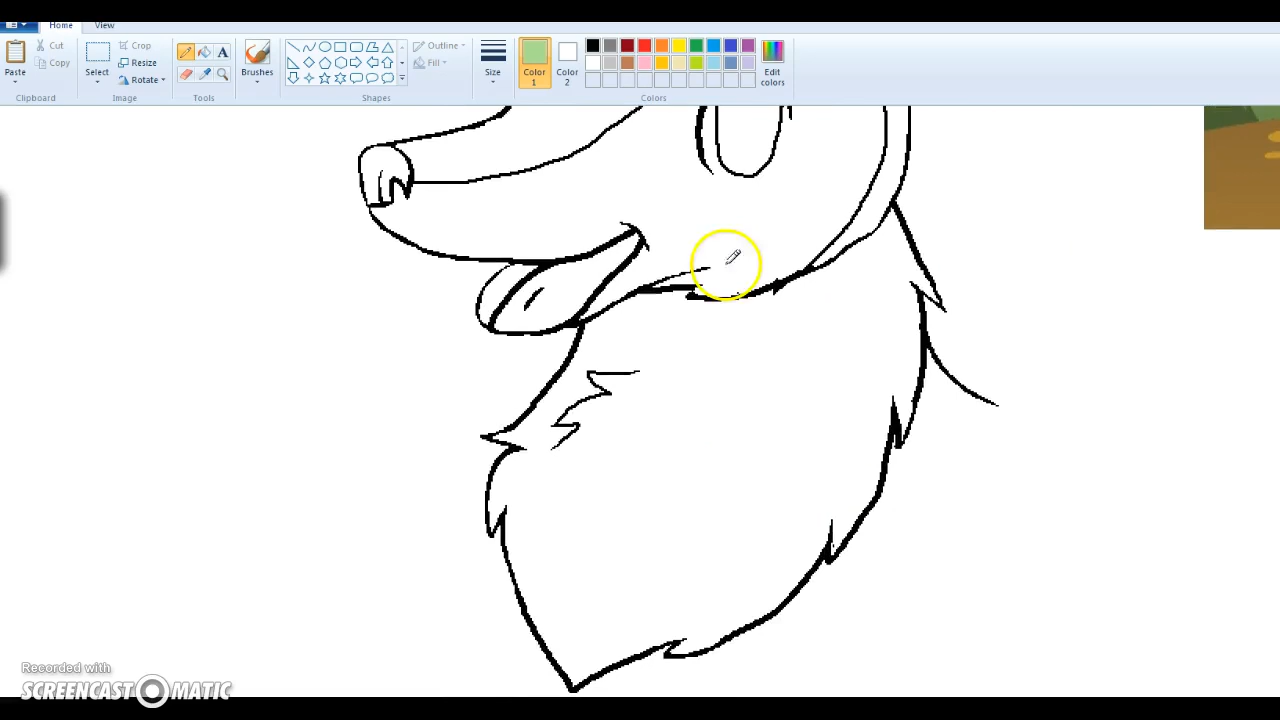 Home View
Cut
Copy
Paste
Clipboard
Select
Crop
Resize
Rotate
Image
A
Tools
Brushes
Outline
Fill
Shapes
Size
Color
1
Color
2
Colors
Edit
colors
Recorded with
SCREENCAST MATIC